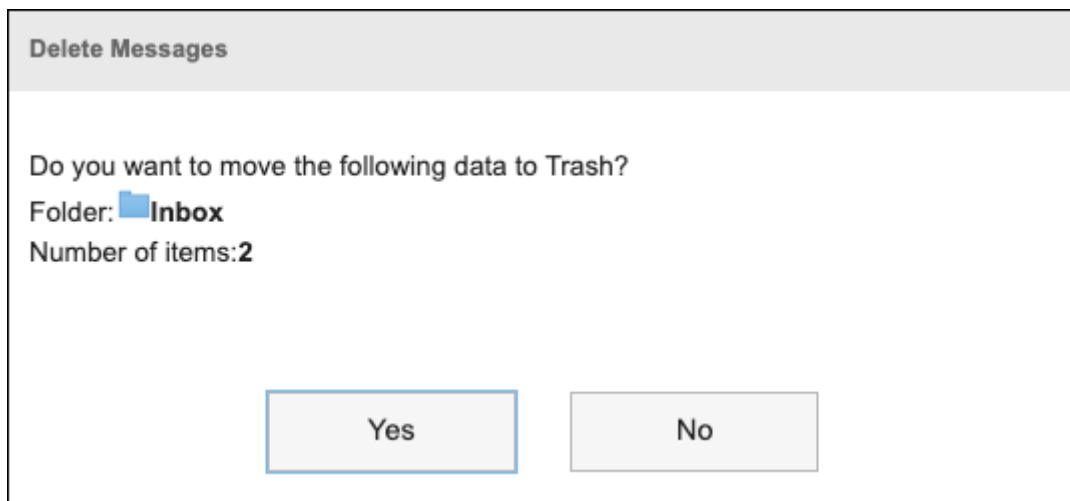 Delete Messages
Do you want to move the following data to Trash?
Folder: Inbox
Number of items:2
Yes
No